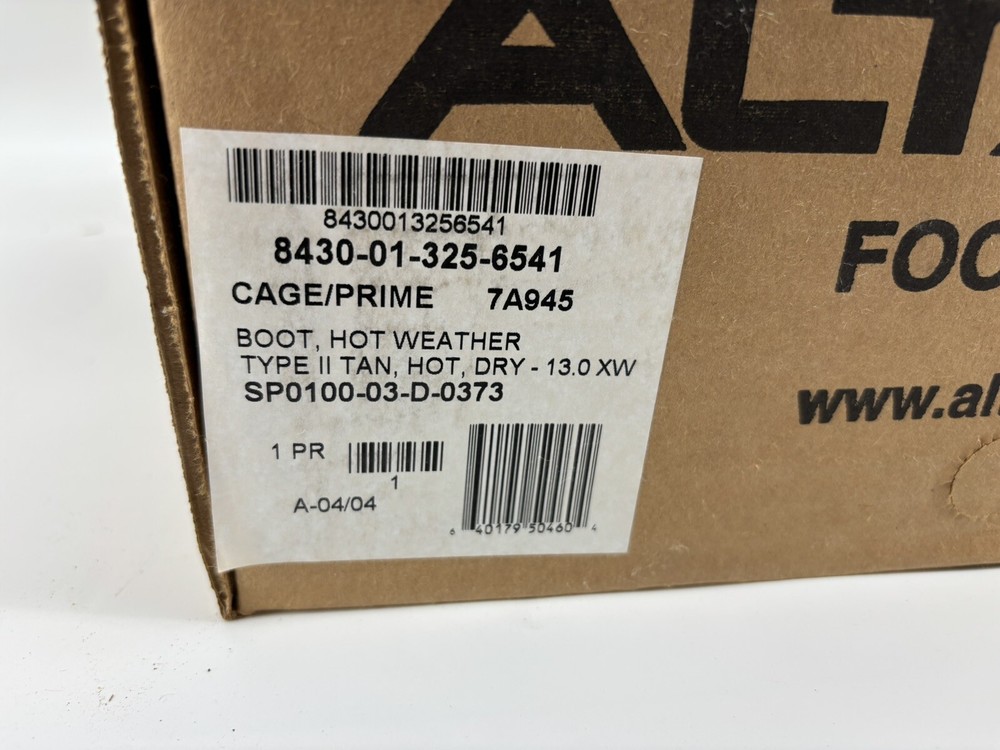 ALTA
FOO
www.al
8430013256541
8430-01-325-6541
CAGE/PRIME 7A945
BOOT, HOT WEATHER
TYPE II TAN, HOT, DRY - 13.0 XW
SP0100-03-D-0373
1 PR
1
A-04/04
6 40179 50460 4